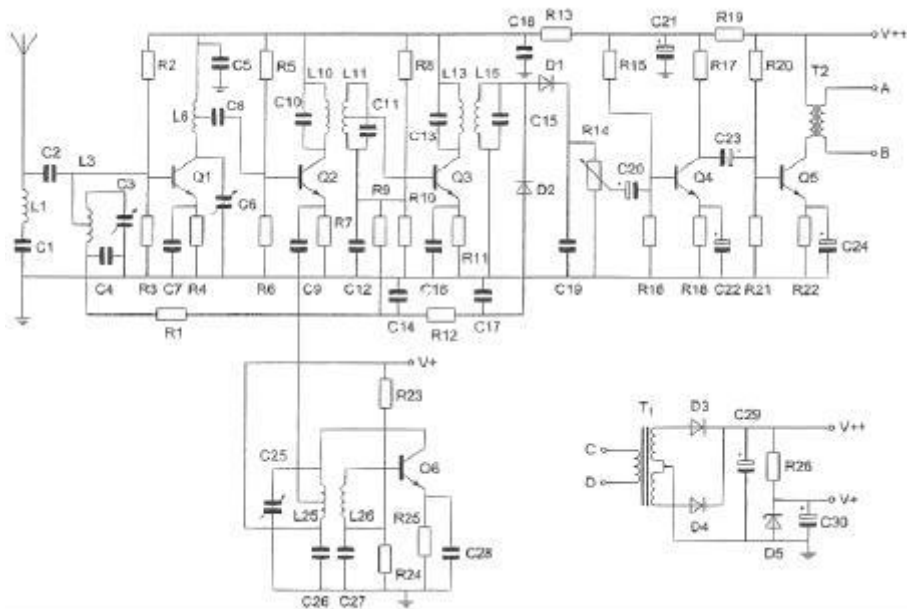 C18 R13 C21 R19
V++
R2 C5 R5 L10 L11 R8 L13 L15 D1 R15 R17 R20 T2
A
L6 C8 C10 C11 C13 C15 R14 C23
C2 L3 C20 B
C3 Q1 Q2 Q3 D2 Q4 Q5
L1 C6 R7 R9 R10
C1 R11 C24
C4 R3 C7 R4 R6 C9 C12 C16 C19 R16 R18 C22 R21 R22
R1 C14 R12 C17
V+
R23
T1 D3 C29
V++
C25 Q6 C R26
D
L25 L26 R25 D4 V+
C30
C28 D5
R24
C26 C27